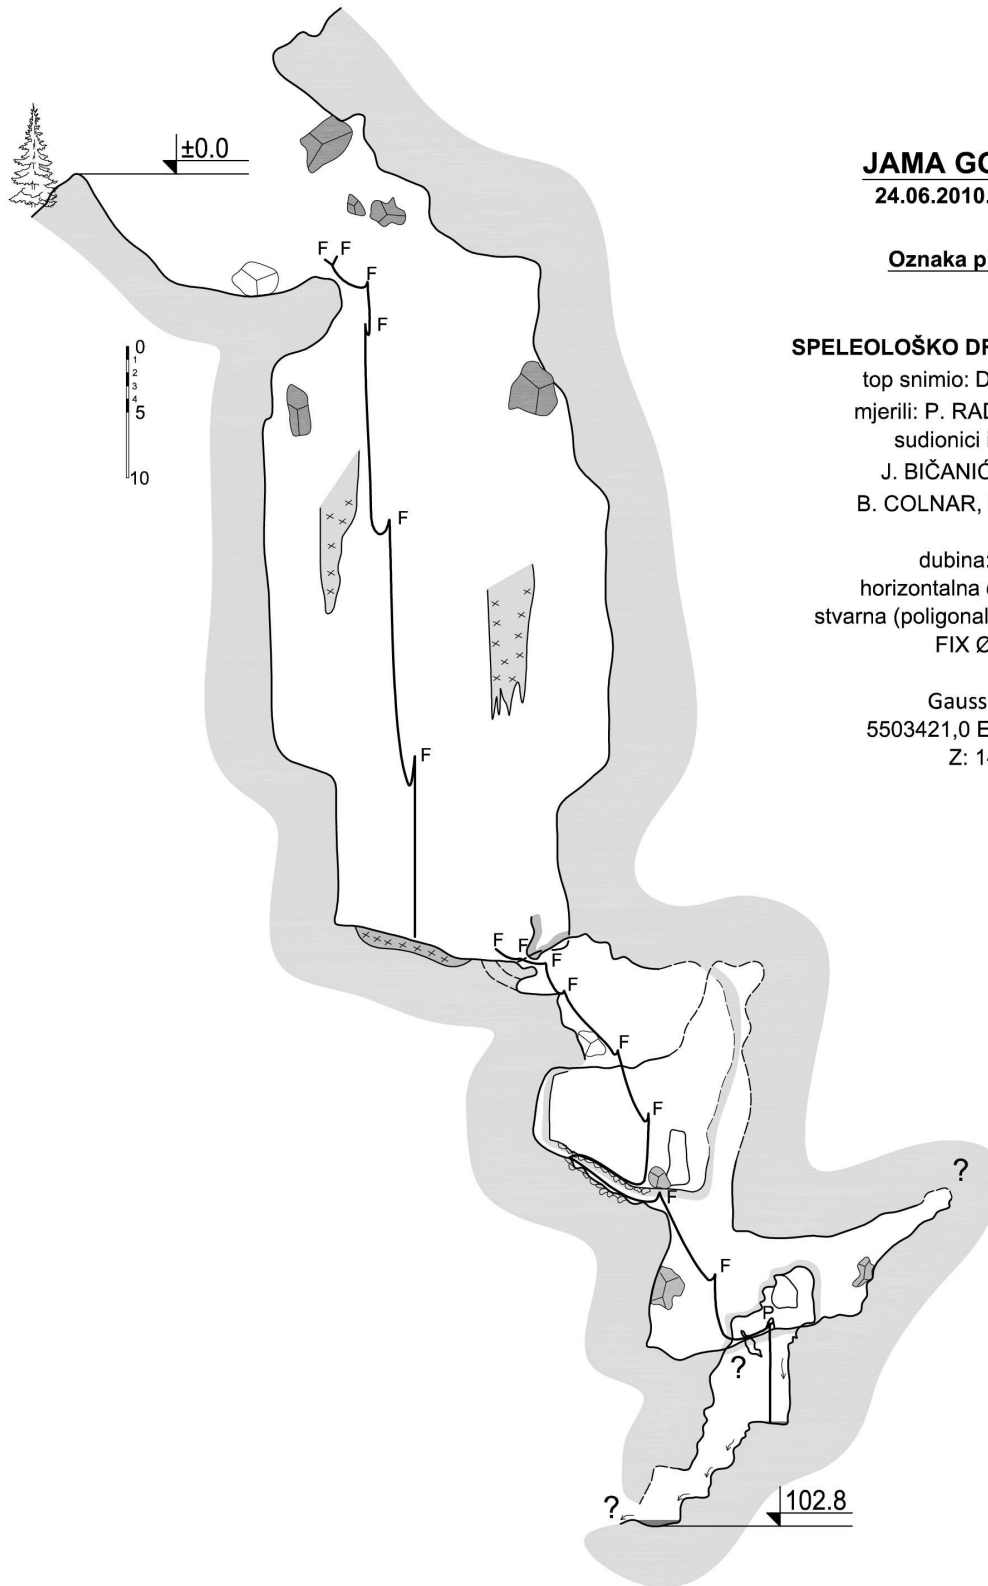 ±0.0
JAMA GO
24.06.2010.
Oznaka p
F F
F
F
0
1
2
3
4
5
10
SPELEOLOŠKO DR
top snimio: D
mjerili: P. RAD
sudionici i
J. BIČANIĆ
B. COLNAR,
F
dubina:
horizontalna
stvarna (poligonal
FIX Ø
Gauss
5503421,0 E
Z: 14
F
F
F
F
F
F
F
?
F
F
P
?
?
102.8